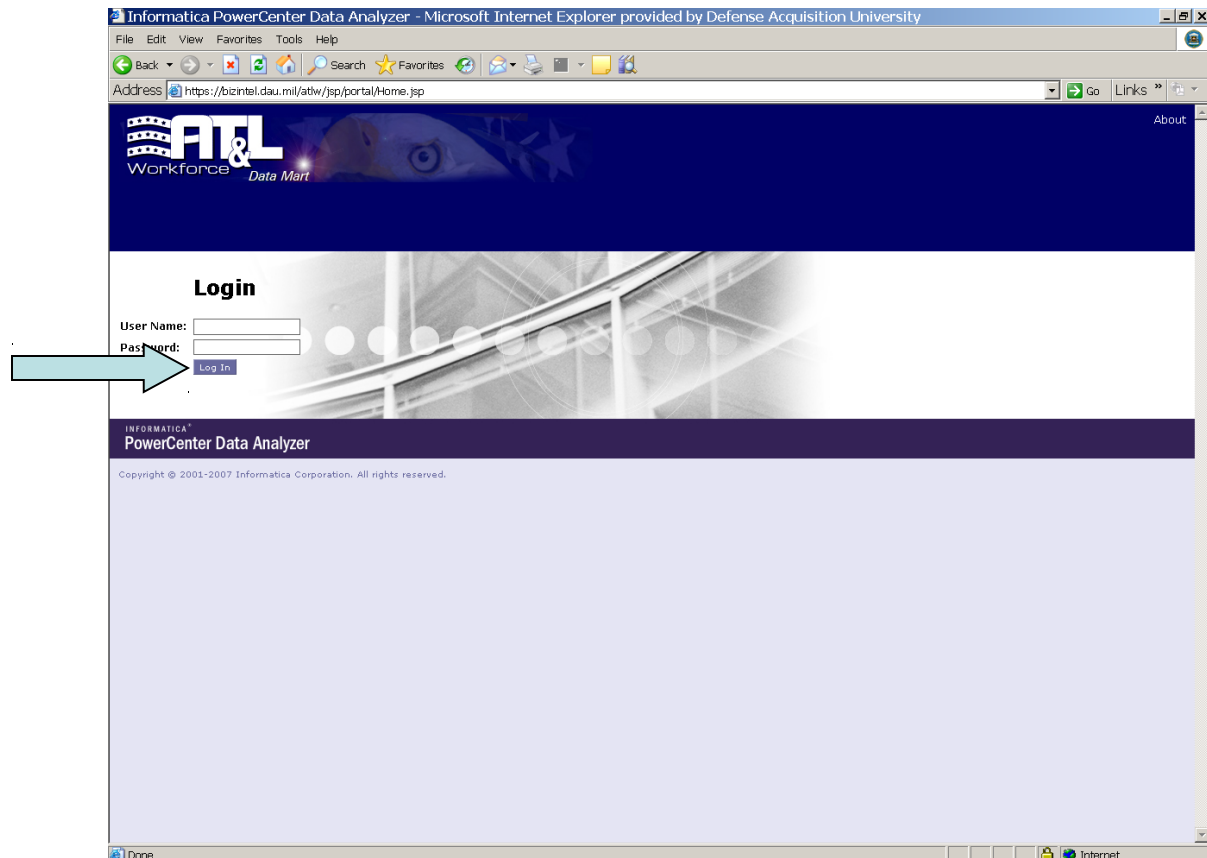 Informatica PowerCenter Data Analyzer - Microsoft Internet Explorer provided by Defense Acquisition University
File Edit View Favorites Tools Help
Back Search Favorites
Address https://bizintel.dau.mil/atlw/jsp/portal/Home.jsp Go Links »
About
AT&L
Workforce Data Mart
Login
User Name:
Password:
Log In
INFORMATICA®
PowerCenter Data Analyzer
Copyright © 2001-2007 Informatica Corporation. All rights reserved.
Done Internet